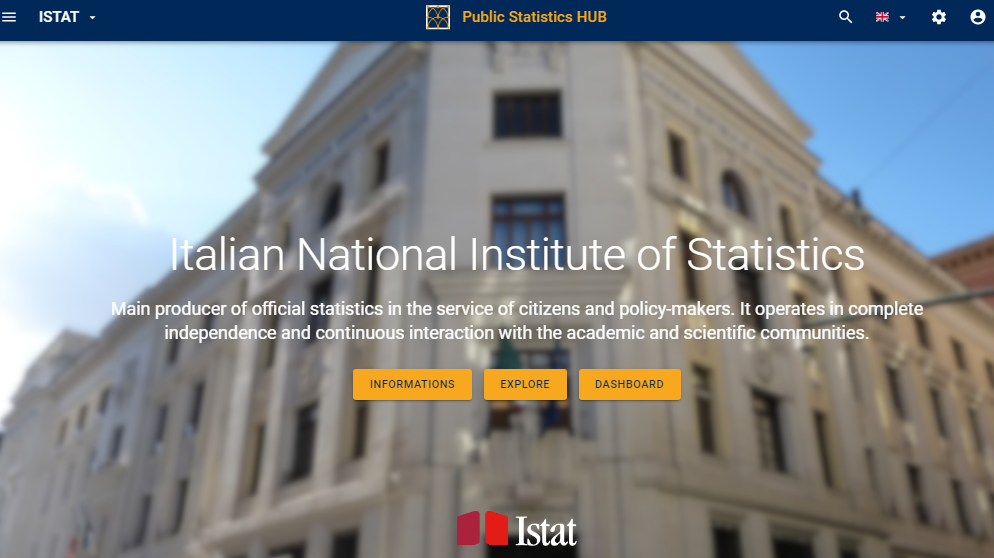 ISTAT
Public Statistics HUB
Italian National Institute of Statistics
Main producer of official statistics in the service of citizens and policy-makers. It operates in complete
independence and continuous interaction with the academic and scientific communities.
INFORMATIONS
EXPLORE
DASHBOARD
Istat